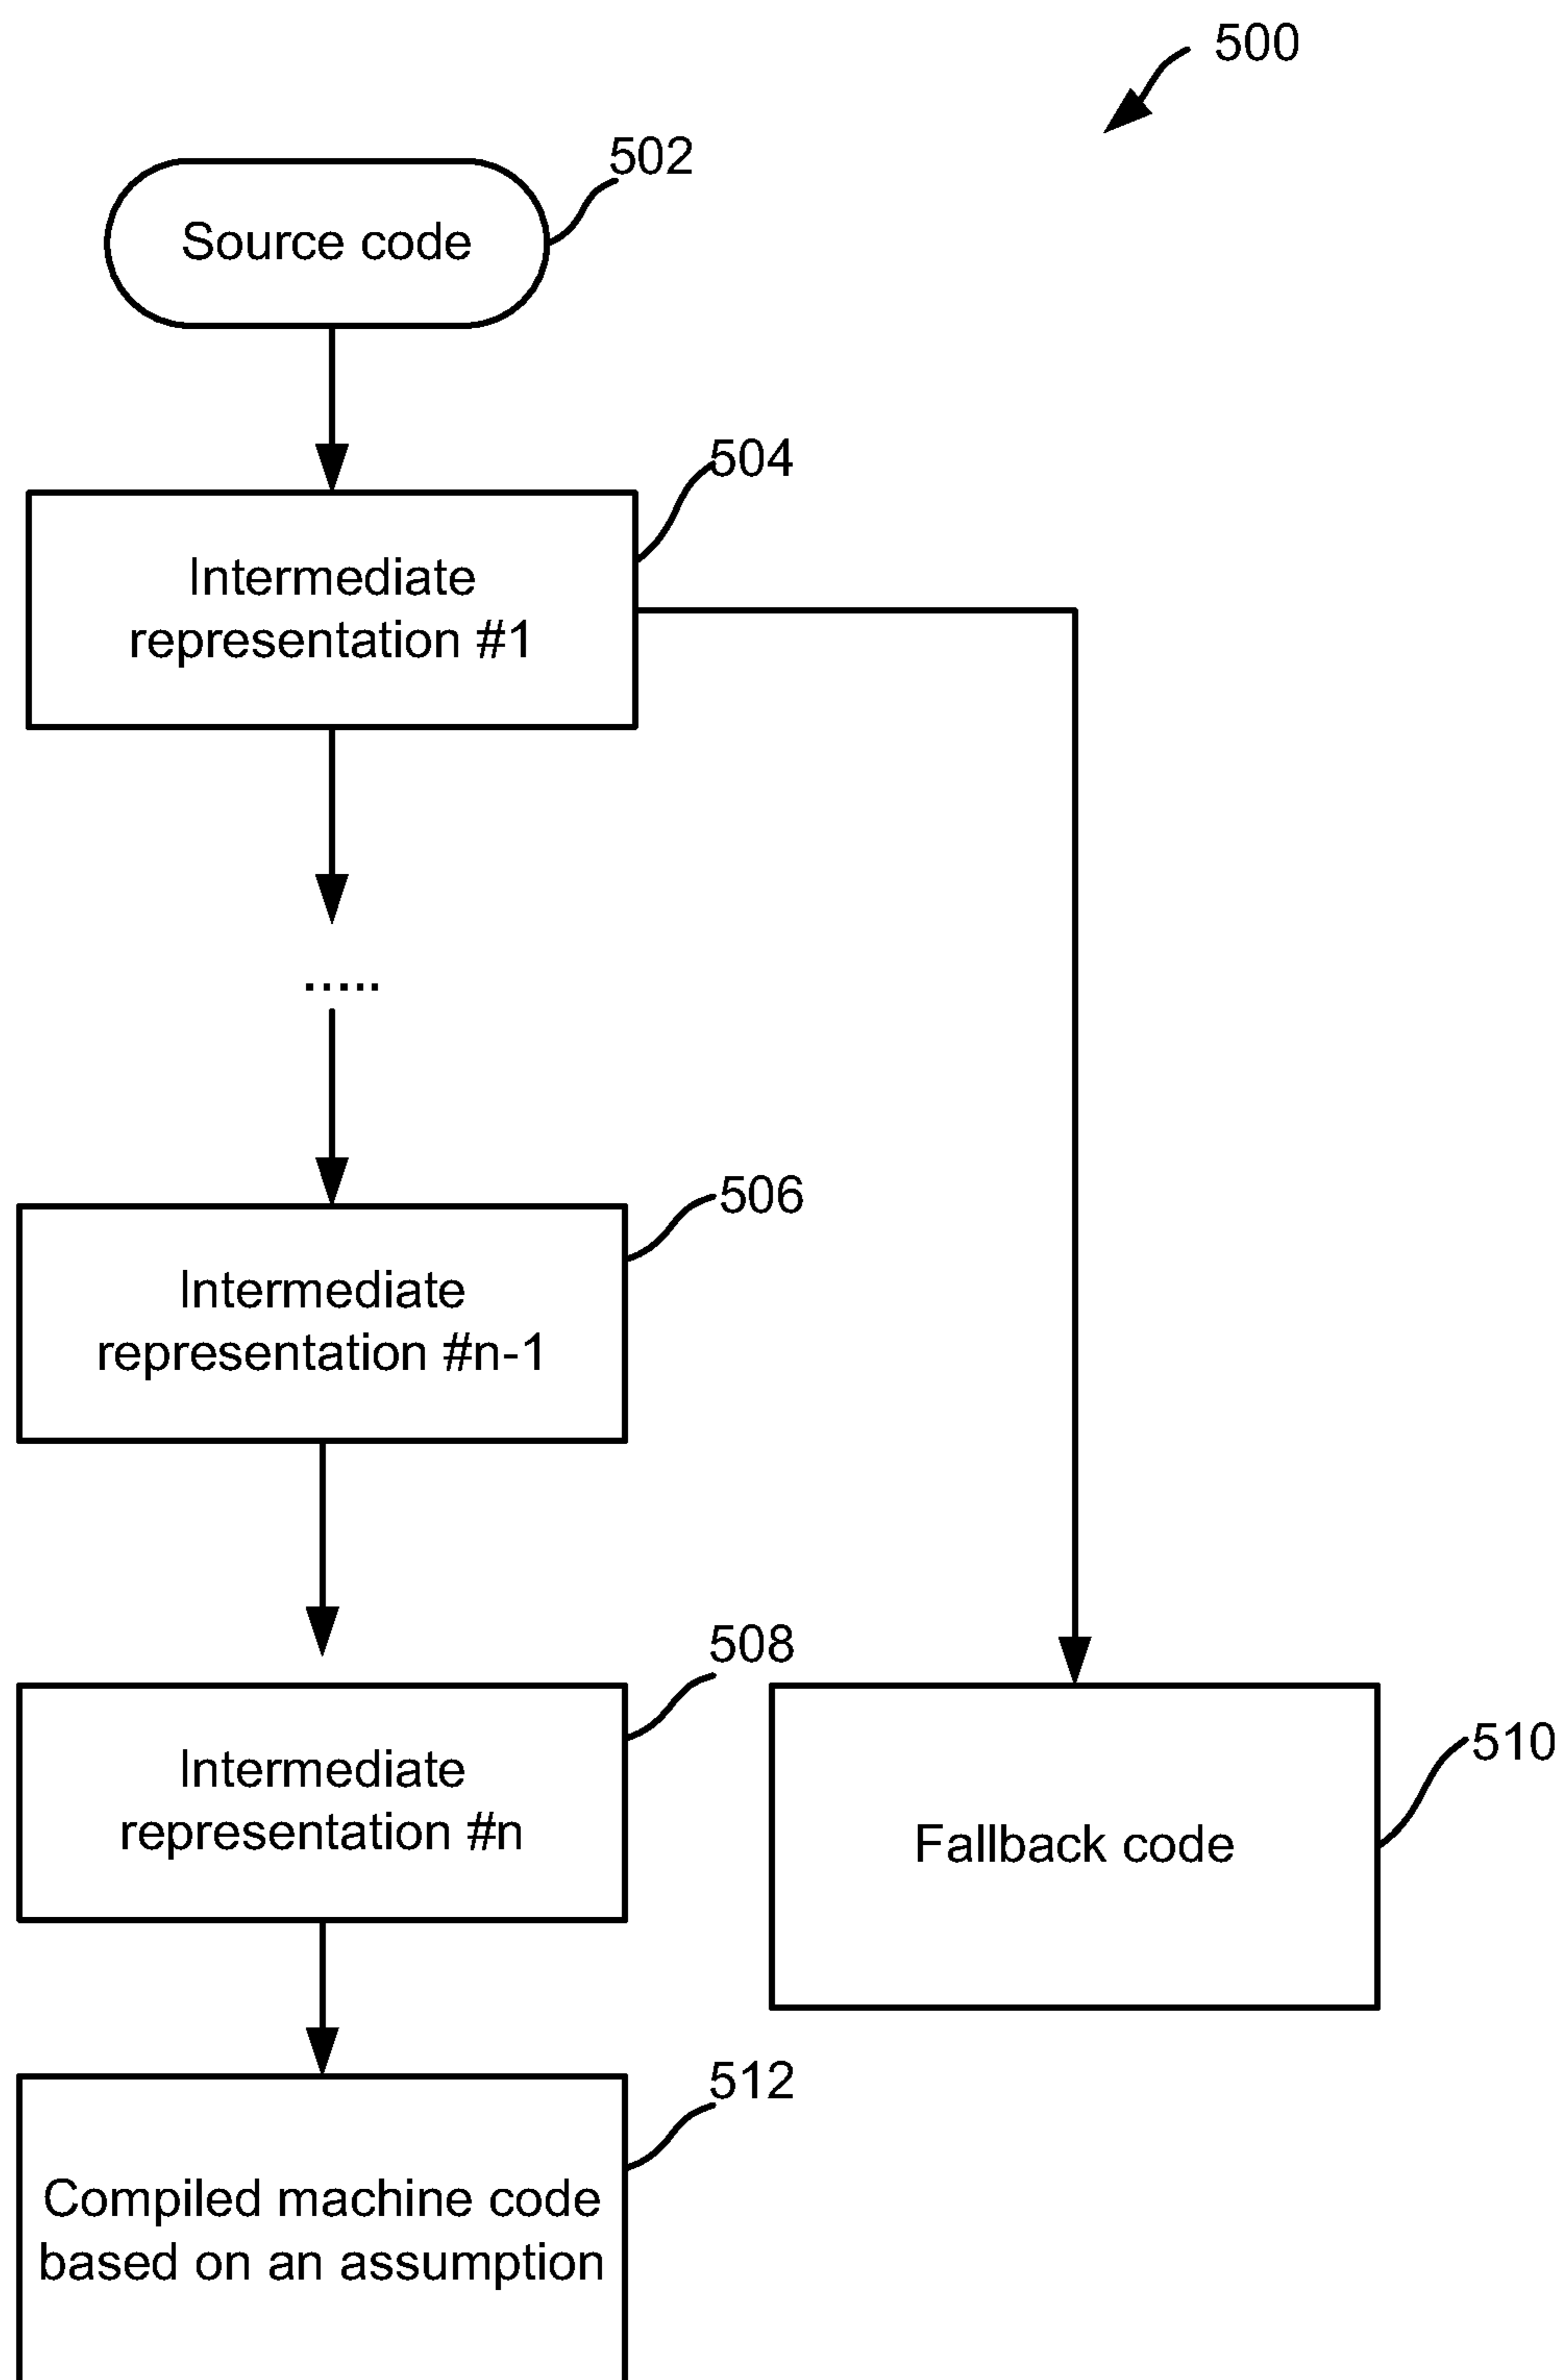 500
502
Source code
504
Intermediate
representation #1
.....
506
Intermediate
representation #n-1
508
Intermediate
representation #n
510
Fallback code
512
Compiled machine code
based on an assumption